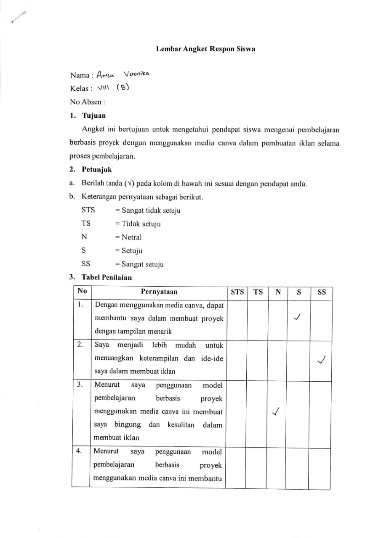 Lembar Angket Respon Siswa
Nama : Anisa Veronika
Kelas : VIII (B)
No Absen :
1. Tujuan
Angket ini bertujuan untuk mengetahui pendapat siswa mengenai pembelajaran
berbasis proyek dengan menggunakan media canva dalam pembuatan iklan selama
proses pembelajaran.
2. Petunjuk
a. Berilah tanda (√) pada kolom di bawah ini sesuai dengan pendapat anda.
b. Keterangan pernyataan sebagai berikut.
STS = Sangat tidak setuju
TS = Tidak setuju
N = Netral
S = Setuju
SS = Sangat setuju
3. Tabel Penilaian
No Pernyataan STS TS N S SS
1. Dengan menggunakan media canva, dapat
membantu saya dalam membuat proyek ✓
dengan tampilan menarik
2. Saya menjadi lebih mudah untuk
menuangkan keterampilan dan ide-ide ✓
saya dalam membuat iklan
3. Menurut saya penggunaan model
pembelajaran berbasis proyek
menggunakan media canva ini membuat ✓
saya bingung dan kesulitan dalam
membuat iklan
4. Menurut saya penggunaan model
pembelajaran berbasis proyek
menggunakan media canva ini membantu